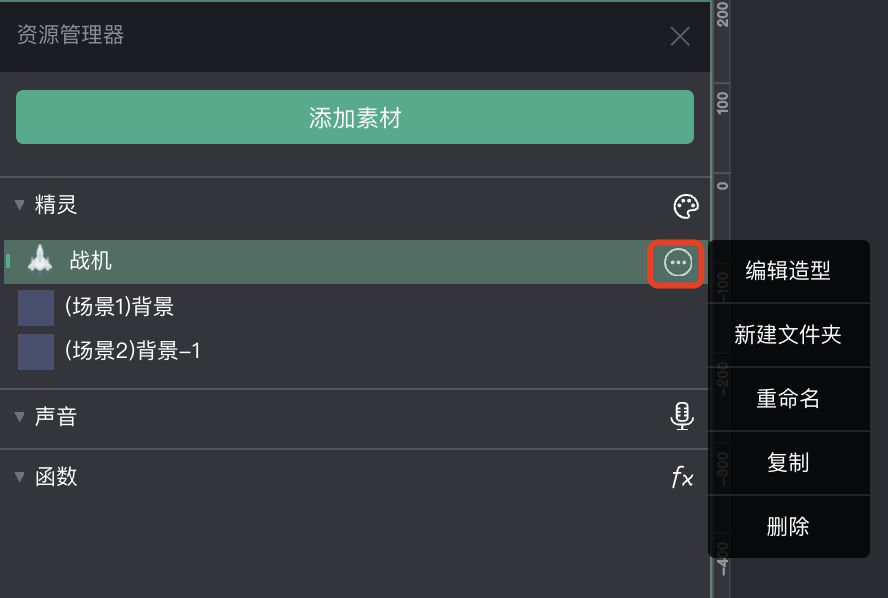 资源管理器
添加素材
精灵
战机
(场景1)背景
(场景2)背景-1
声音
函数
fx
编辑造型
新建文件夹
重命名
复制
删除
200
100
0
-100
-200
-300
-400